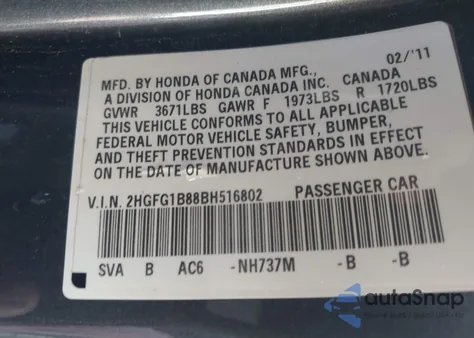 02/'11
MFD. BY HONDA OF CANADA MFG.,
A DIVISION OF HONDA CANADA INC. CANADA
GVWR 3671LBS GAWR F 1973LBS R 1720LBS
THIS VEHICLE CONFORMS TO ALL APPLICABLE
FEDERAL MOTOR VEHICLE SAFETY, BUMPER,
AND THEFT PREVENTION STANDARDS IN EFFECT
ON THE DATE OF MANUFACTURE SHOWN ABOVE.
V.I.N. 2HGFG1B88BH516802 PASSENGER CAR
SVA B AC6 -NH737M -B -B
autoSnap